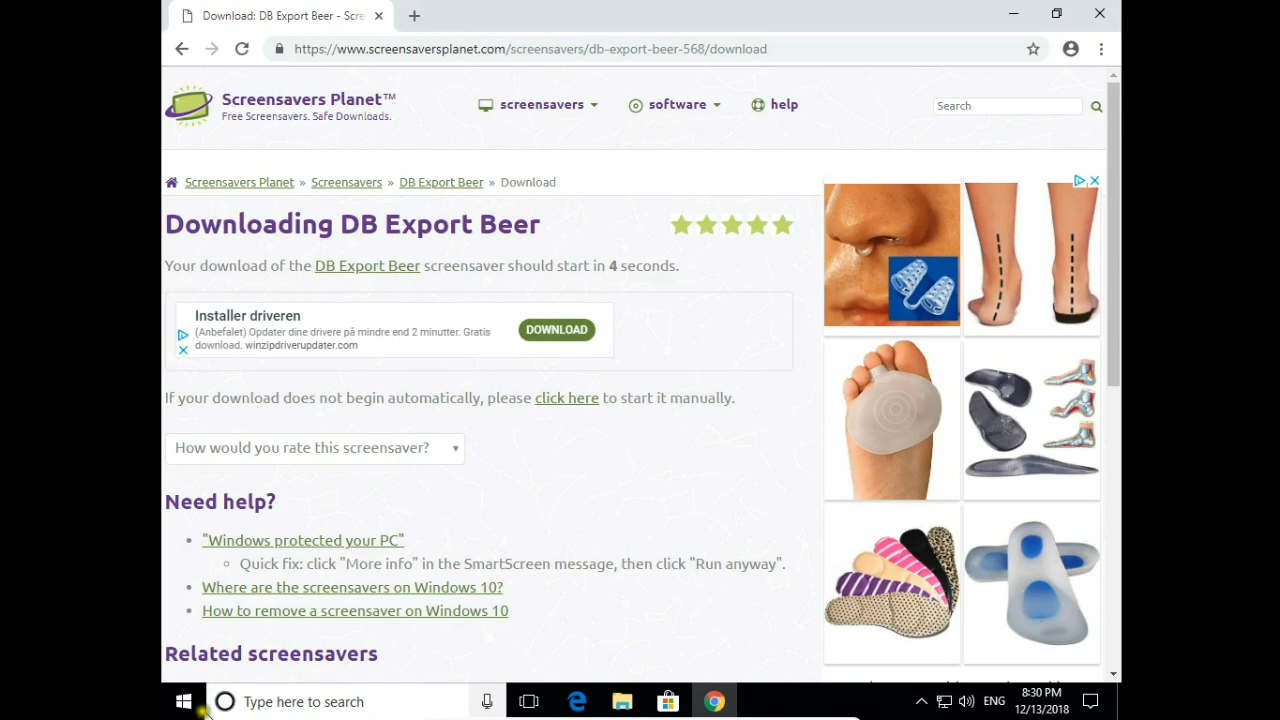 Download: DB Export Beer - Scre
https://www.screensaversplanet.com/screensavers/db-export-beer-568/download
Screensavers Planet™
Free Screensavers. Safe Downloads.
screensavers
software
help
Search
Screensavers Planet » Screensavers » DB Export Beer » Download
Downloading DB Export Beer
Your download of the DB Export Beer screensaver should start in 4 seconds.
Installer driveren
(Anbefalet) Opdater dine drivere på mindre end 2 minutter. Gratis
download. winzipdriverupdater.com
DOWNLOAD
If your download does not begin automatically, please click here to start it manually.
How would you rate this screensaver?
Need help?
"Windows protected your PC"
Quick fix: click "More info" in the SmartScreen message, then click "Run anyway".
Where are the screensavers on Windows 10?
How to remove a screensaver on Windows 10
Related screensavers
Type here to search
ENG
8:30 PM
12/13/2018